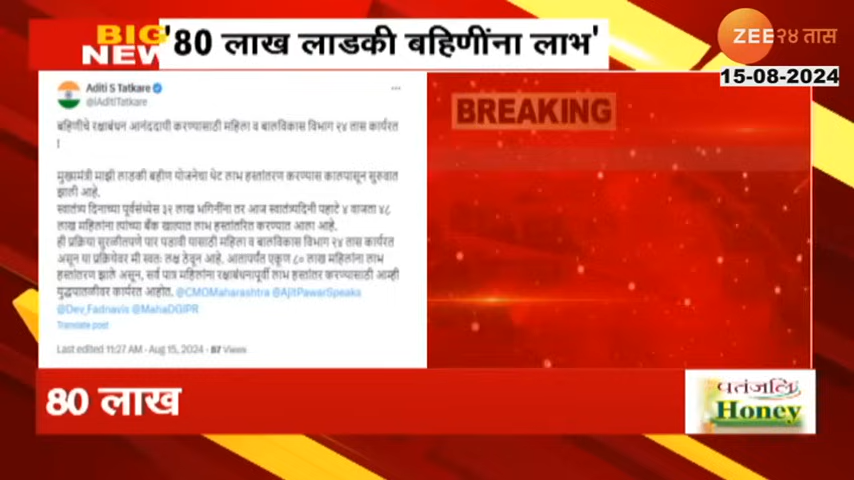 BIG
NEW
'80 लाख लाडकी बहिणींना लाभ'
ZEE २४ तास
15-08-2024
Aditi S Tatkare
@iAditiTatkare
बहिणीचे रक्षाबंधन आनंददायी करण्यासाठी महिला व बालविकास विभाग २४ तास कार्यरत
!
मुख्यमंत्री माझी लाडकी बहीण योजनेचा थेट लाभ हस्तांतरण करण्यास कालपासून सुरुवात
झाली आहे.
स्वातंत्र्य दिनाच्या पूर्वसंध्येस ३२ लाख भगिनींना तर आज स्वातंत्र्यदिनी पहाटे ४ वाजता ४८
लाख महिलांना त्यांच्या बँक खात्यात लाभ हस्तांतरित करण्यात आला आहे.
ही प्रक्रिया सुरळीतपणे पार पडावी यासाठी महिला व बालविकास विभाग २४ तास कार्यरत
असून या प्रक्रियेवर मी स्वतः लक्ष ठेवून आहे. आतापर्यंत एकूण ८० लाख महिलांना लाभ
हस्तांतरण झाले असून, सर्व पात्र महिलांना रक्षाबंधनापूर्वी लाभ हस्तांतर करण्यासाठी आम्ही
युद्धपातळीवर कार्यरत आहोत. @CMOMaharashtra @AjitPawarSpeaks
@Dev_Fadnavis @MahaDGIPR
Translate post
Last edited 11:27 AM · Aug 15, 2024 · 87 Views
BREAKING
80 लाख
पतंजलि
Honey